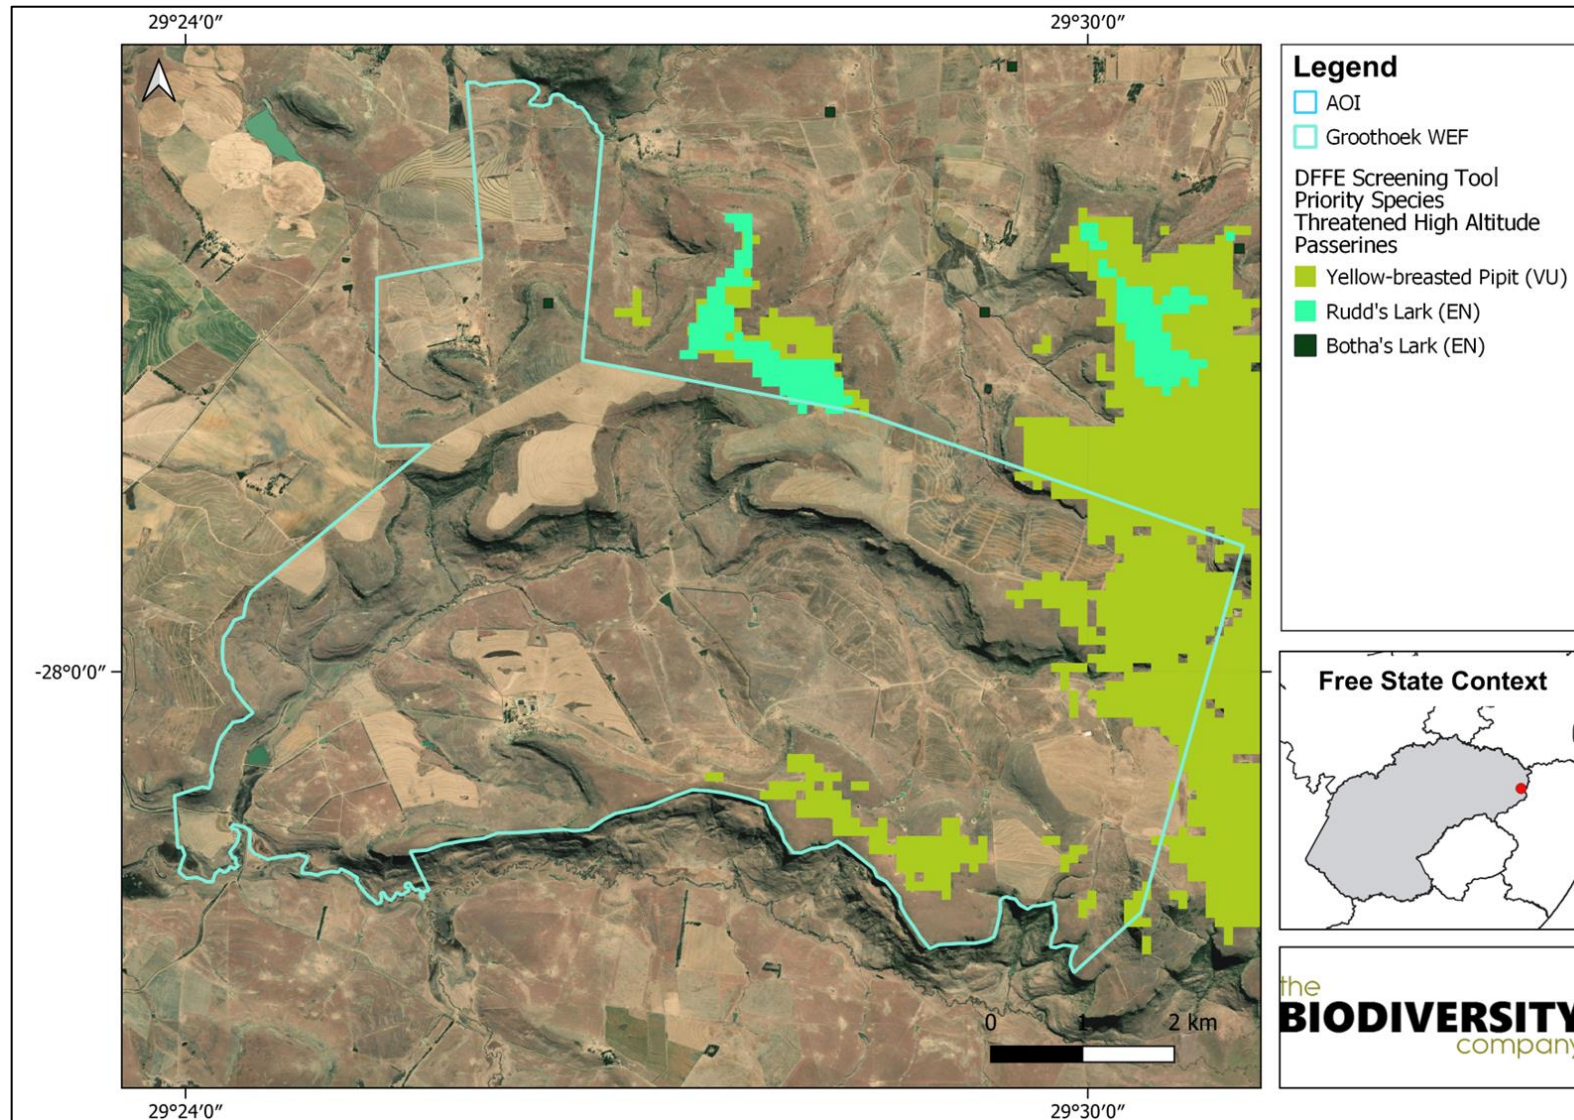 29°24′0″
29°30′0″
Legend
AOI
Groothoek WEF
DFFE Screening Tool
Priority Species
Threatened High Altitude
Passerines
Yellow-breasted Pipit (VU)
Rudd's Lark (EN)
Botha's Lark (EN)
-28°0′0″
Free State Context
0
1
2 km
the
BIODIVERSITY
company
29°24′0″
29°30′0″